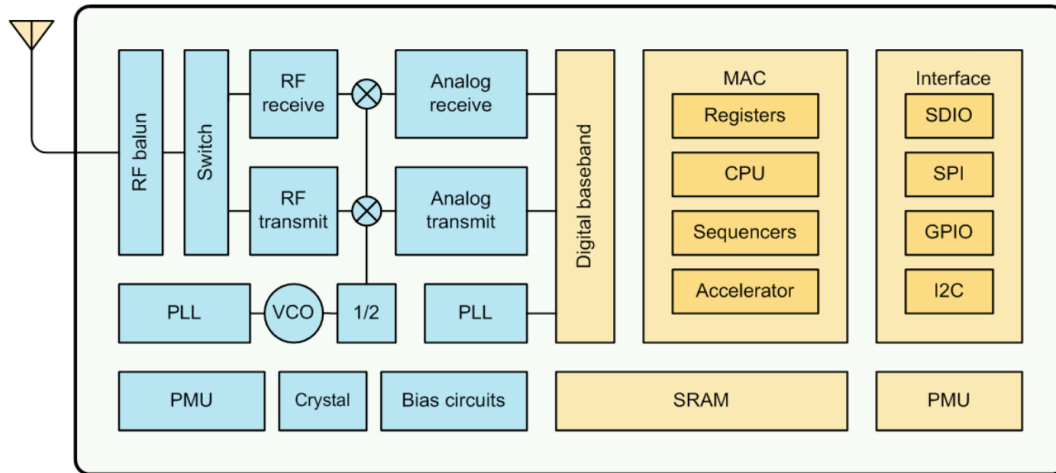 RF balun
Switch
RF
receive
Analog
receive
RF
transmit
Analog
transmit
PLL
VCO
1/2
PLL
Digital baseband
MAC
Registers
CPU
Sequencers
Accelerator
Interface
SDIO
SPI
GPIO
I2C
PMU
Crystal
Bias circuits
SRAM
PMU